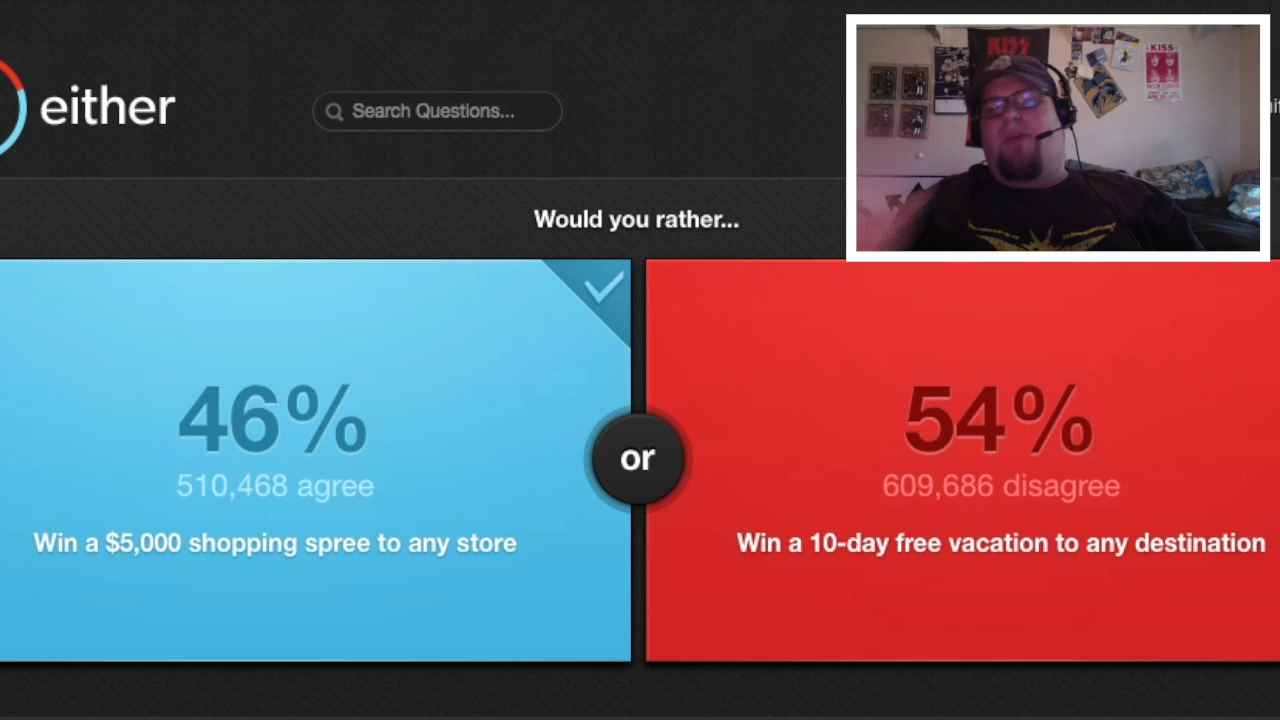 either
Search Questions...
KISS
KISS
Would you rather...
46%
510,468 agree
Win a $5,000 shopping spree to any store
or
54%
609,686 disagree
Win a 10-day free vacation to any destination